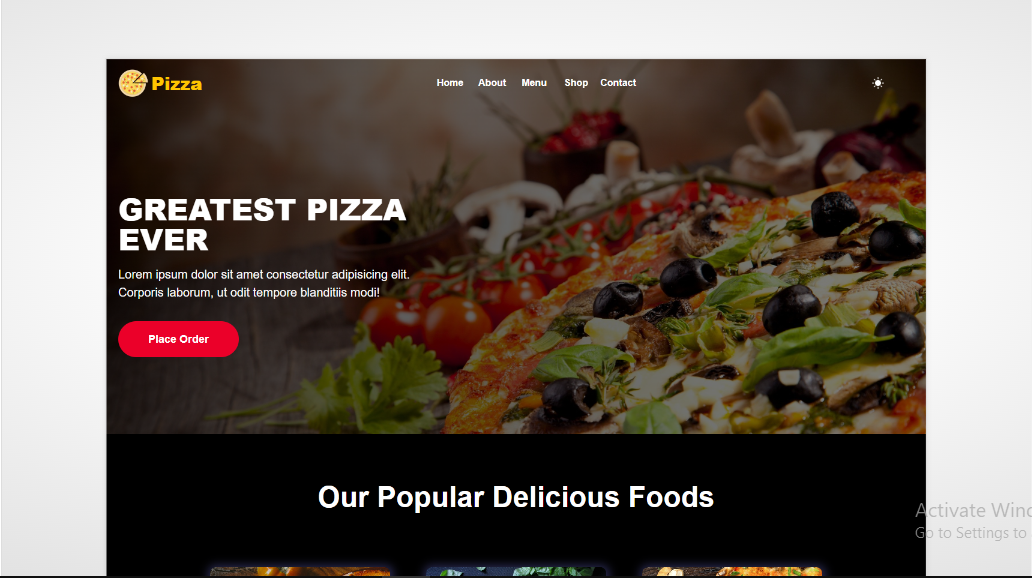 Pizza
Home About Menu Shop Contact
GREATEST PIZZA
EVER
Lorem ipsum dolor sit amet consectetur adipisicing elit.
Corporis laborum, ut odit tempore blanditiis modi!
Place Order
Our Popular Delicious Foods
Activate Winc
Go to Settings to